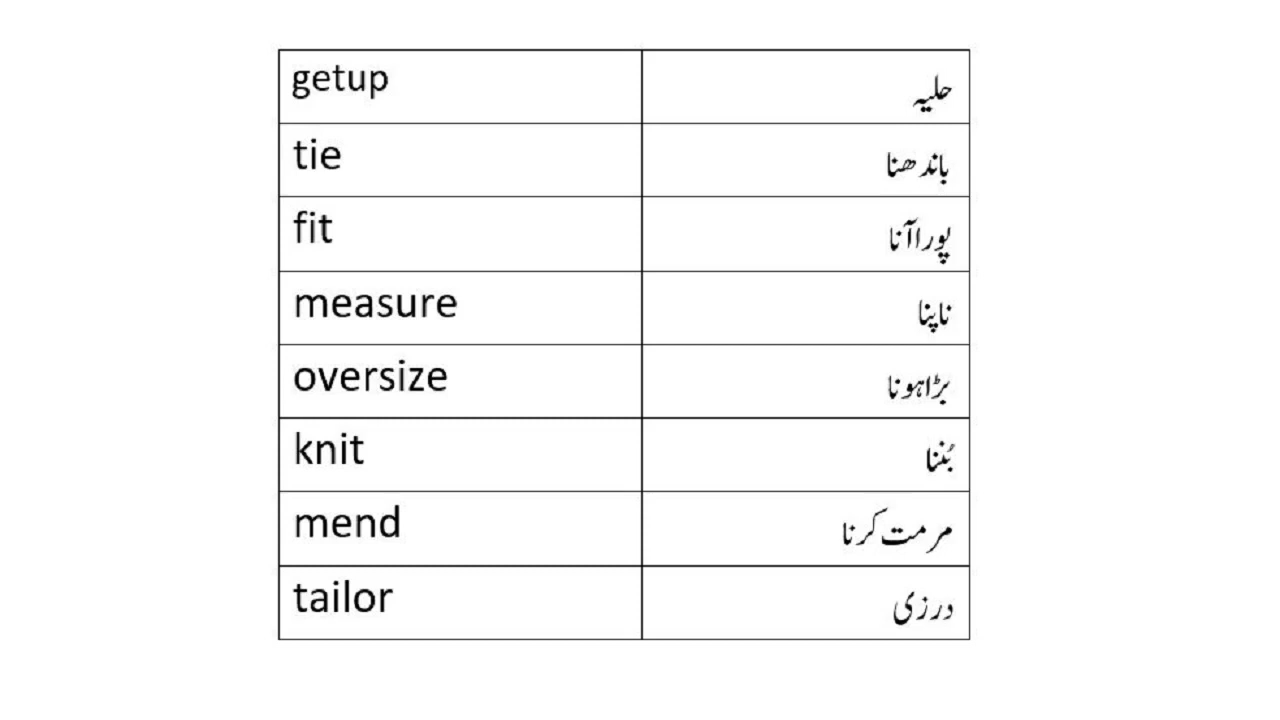 getup حلیہ
tie باندھنا
fit پورا آنا
measure ناپنا
oversize بڑا ہونا
knit بُننا
mend مرمت کرنا
tailor درزی